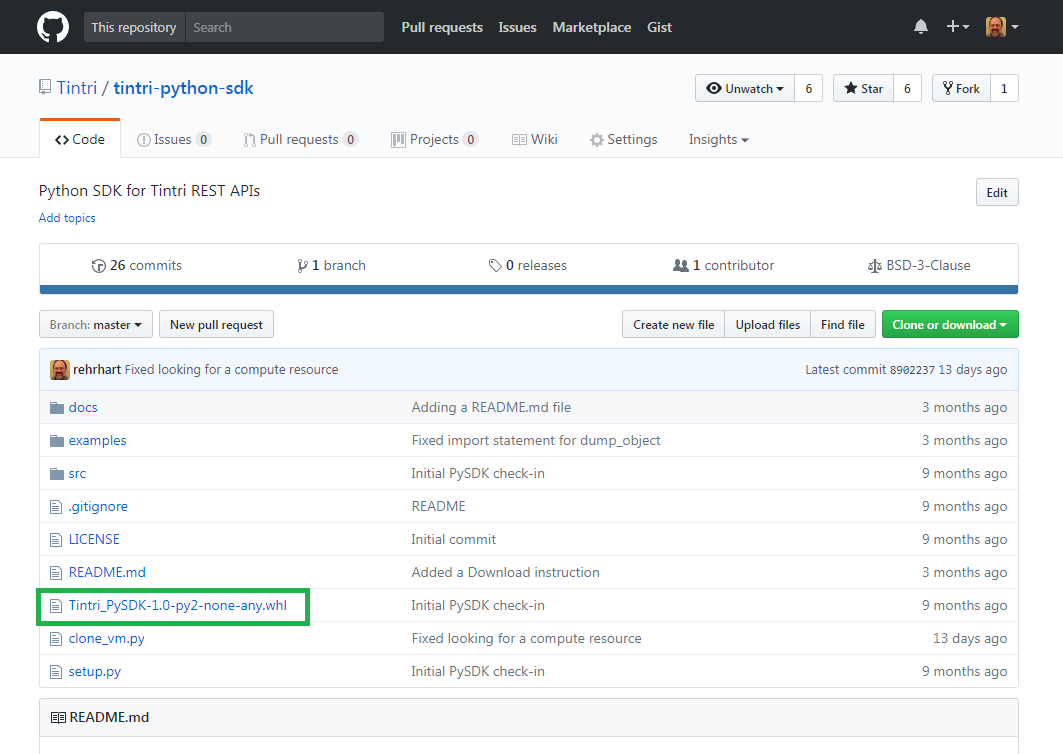 This repository Search Pull requests Issues Marketplace Gist
Tintri / tintri-python-sdk Unwatch 6 Star 6 Fork 1
Code Issues 0 Pull requests 0 Projects 0 Wiki Settings Insights
Python SDK for Tintri REST APIs Edit
Add topics
26 commits 1 branch 0 releases 1 contributor BSD-3-Clause
Branch: master New pull request Create new file Upload files Find file Clone or download
rehrhart Fixed looking for a compute resource Latest commit 8902237 13 days ago
docs Adding a README.md file 3 months ago
examples Fixed import statement for dump_object 3 months ago
src Initial PySDK check-in 9 months ago
.gitignore README 9 months ago
LICENSE Initial commit 9 months ago
README.md Added a Download instruction 3 months ago
Tintri_PySDK-1.0-py2-none-any.whl Initial PySDK check-in 9 months ago
clone_vm.py Fixed looking for a compute resource 13 days ago
setup.py Initial PySDK check-in 9 months ago
README.md